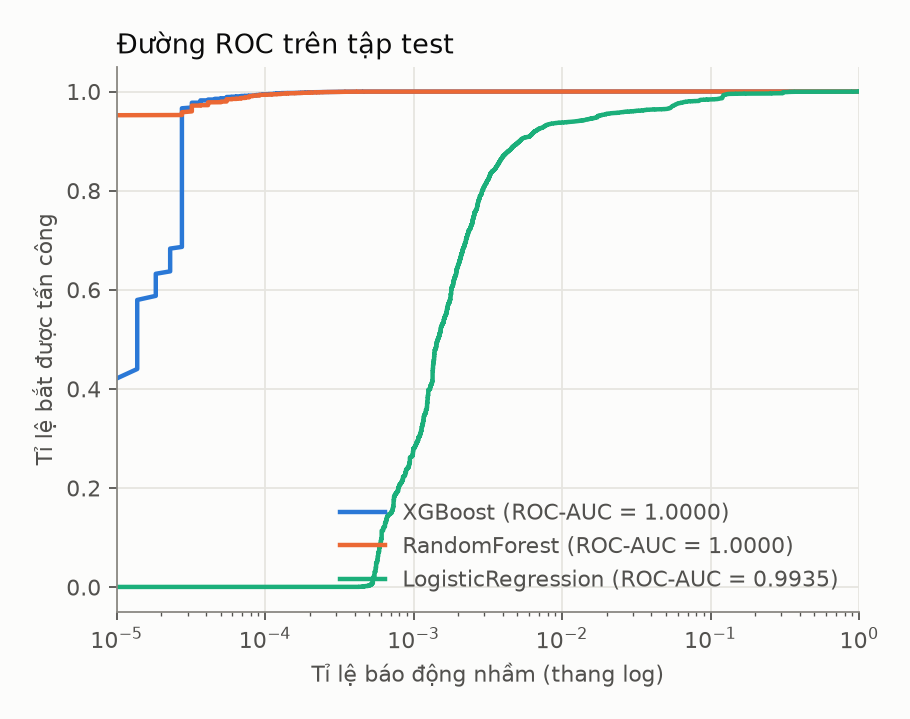 Đường ROC trên tập test
Tỉ lệ bắt được tấn công
1.0
0.8
0.6
0.4
0.2
0.0
XGBoost (ROC-AUC = 1.0000)
RandomForest (ROC-AUC = 1.0000)
LogisticRegression (ROC-AUC = 0.9935)
10⁻⁵ 10⁻⁴ 10⁻³ 10⁻² 10⁻¹ 10⁰
Tỉ lệ báo động nhầm (thang log)